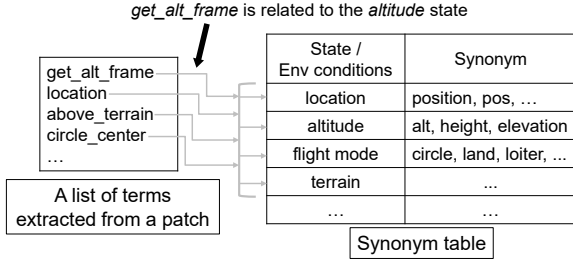 get_alt_frame is related to the altitude state
get_alt_frame
location
above_terrain
circle_center
…
A list of terms
extracted from a patch
State /
Env conditions
Synonym
location
position, pos, …
altitude
alt, height, elevation
flight mode
circle, land, loiter, ...
terrain
...
…
…
Synonym table